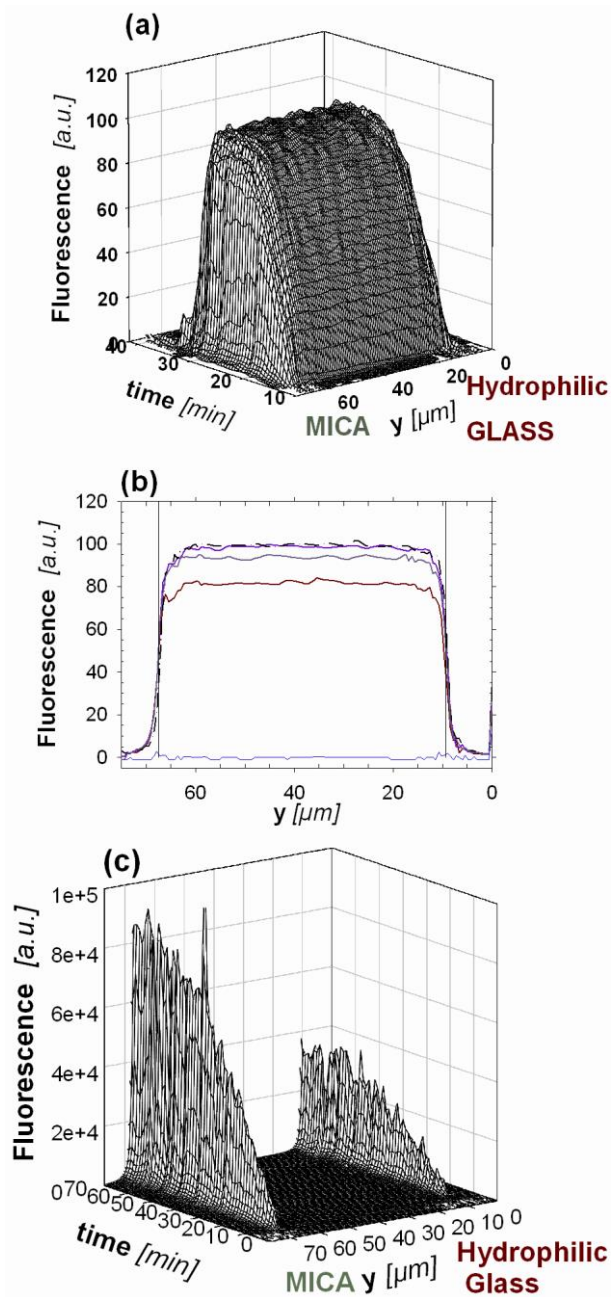 (a)
Fluorescence [a.u.]
120
100
80
60
40
20
0
40
30
20
10
time [min]
60
40
20
0
MICA y [µm] Hydrophilic
GLASS
(b)
Fluorescence [a.u.]
120
100
80
60
40
20
0
60 40 20 0
y [µm]
(c)
Fluorescence [a.u.]
1e+5
8e+4
6e+4
4e+4
2e+4
0
70
60
50
40
30
20
10
0
time [min]
70
60
50
40
30
20
10
0
MICA y [µm] Hydrophilic
Glass